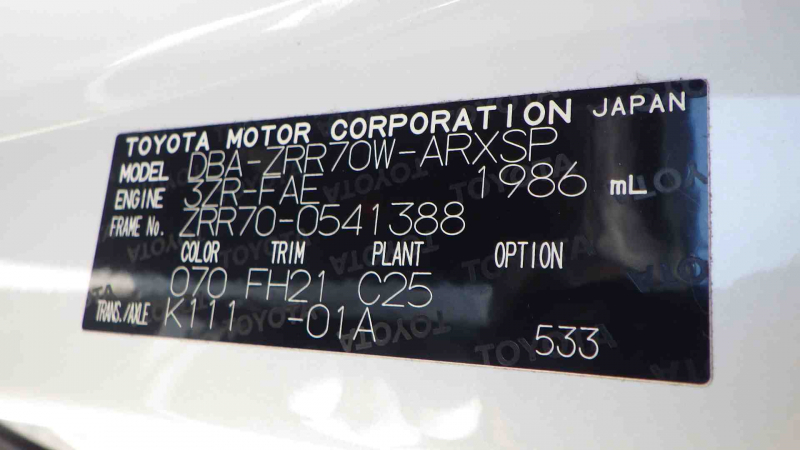 TOYOTA MOTOR CORPORATION JAPAN
MODEL DBA-ZRR70W-ARXSP
ENGINE 3ZR-FAE 1986 mL
FRAME No. ZRR70-0541388
COLOR TRIM PLANT OPTION
070 FH21 C25
TRANS./AXLE K111 -01A
533